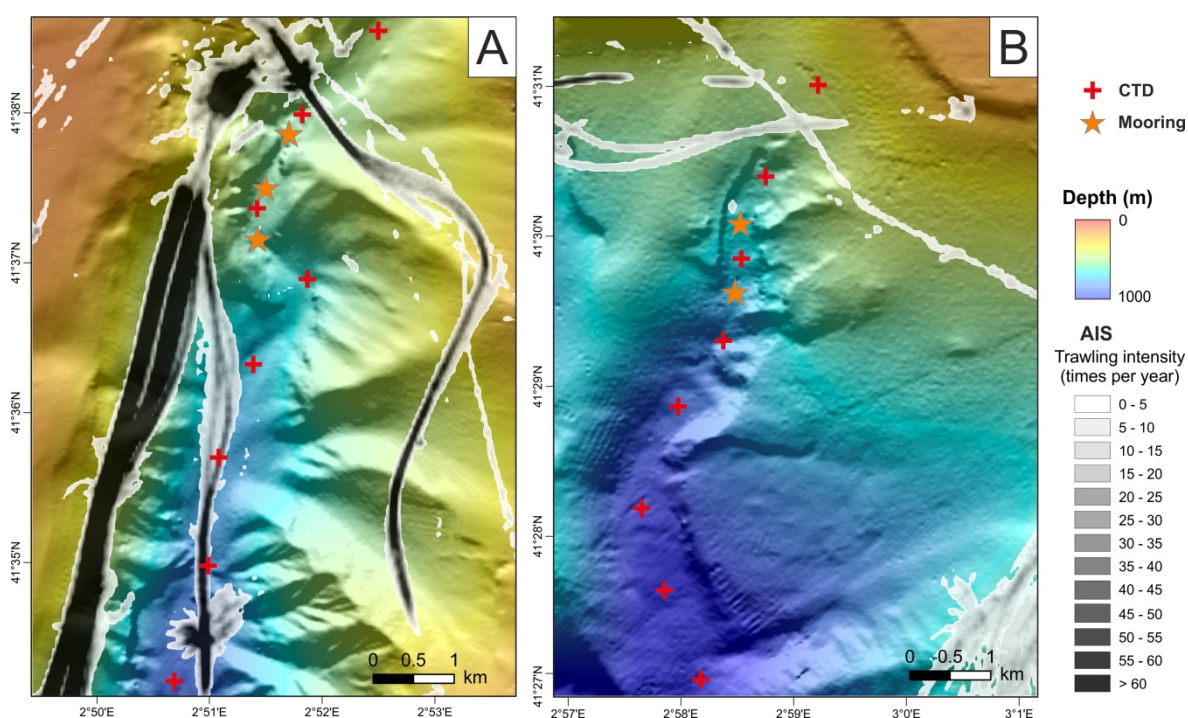 A
B
CTD
Mooring
Depth (m)
0
1000
AIS
Trawling intensity
(times per year)
0 - 5
5 - 10
10 - 15
15 - 20
20 - 25
25 - 30
30 - 35
35 - 40
40 - 45
45 - 50
50 - 55
55 - 60
> 60
41°38'N
41°37'N
41°36'N
41°35'N
0 0.5 1
km
2°50'E 2°51'E 2°52'E 2°53'E
41°31'N
41°30'N
41°29'N
41°28'N
41°27'N
0 0.5 1
km
2°57'E 2°58'E 2°59'E 3°0'E 3°1'E